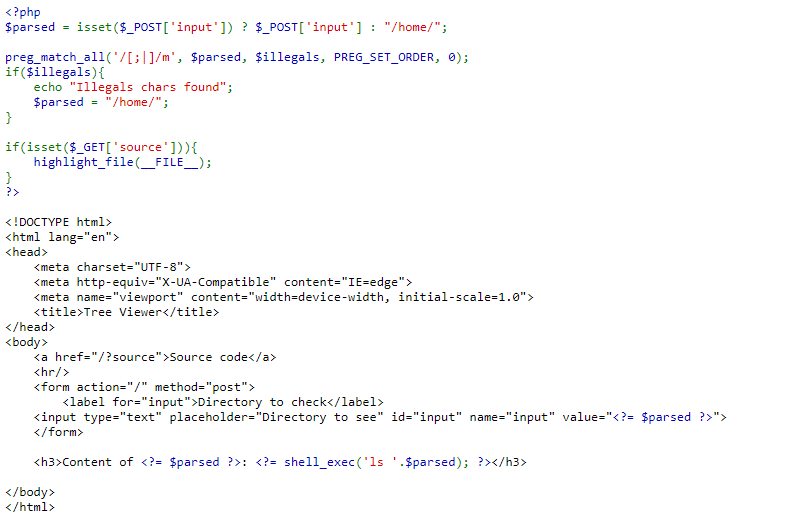 <?php
$parsed = isset($_POST['input']) ? $_POST['input'] : "/home/";
preg_match_all('/[;|]/m', $parsed, $illegals, PREG_SET_ORDER, 0);
if($illegals){
    echo "Illegals chars found";
    $parsed = "/home/";
}
if(isset($_GET['source'])){
    highlight_file(__FILE__);
}
?>
<!DOCTYPE html>
<html lang="en">
<head>
    <meta charset="UTF-8">
    <meta http-equiv="X-UA-Compatible" content="IE=edge">
    <meta name="viewport" content="width=device-width, initial-scale=1.0">
    <title>Tree Viewer</title>
</head>
<body>
    <a href="/?source">Source code</a>
    <hr/>
    <form action="/" method="post">
        <label for="input">Directory to check</label>
    <input type="text" placeholder="Directory to see" id="input" name="input" value="<?= $parsed ?>">
    </form>
    <h3>Content of <?= $parsed ?>: <?= shell_exec('ls '.$parsed); ?></h3>
</body>
</html>